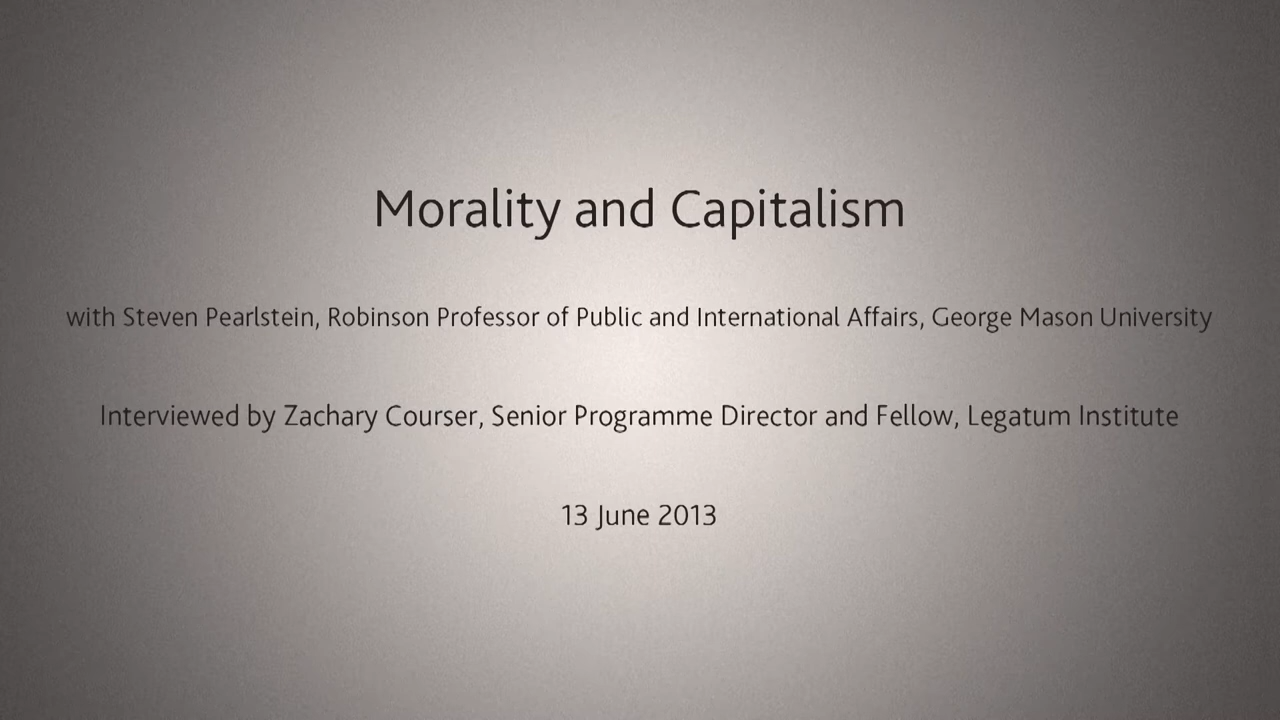 Morality and Capitalism
with Steven Pearlstein, Robinson Professor of Public and International Affairs, George Mason University
Interviewed by Zachary Courser, Senior Programme Director and Fellow, Legatum Institute
13 June 2013